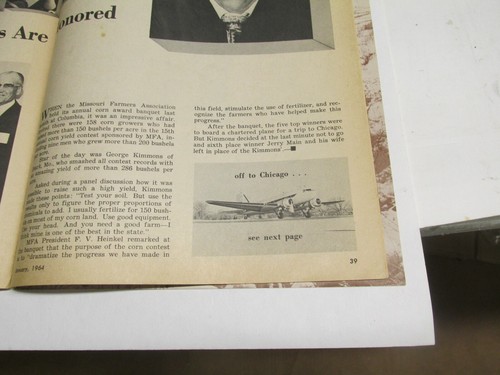 onored
s Are
WHEN the Missouri Farmers Association
held its annual corn award banquet last
at Columbia, it was an impressive affair.
there were 158 corn growers who had
more than 150 bushels per acre in the 15th
corn yield contest sponsored by MFA, in-
nine men who grew more than 200 bushels
of the day was George Kimmons of
Mo., who smashed all contest records with
amazing yield of more than 286 bushels per
Asked during a panel discussion how it was
to raise such a high yield, Kimmons
these points: "Test your soil. But use the
only to figure the proper proportions of
to add. I usually fertilize for 150 bush-
most of my corn land. Use good equipment.
your head. And you need a good farm—I
mine is one of the best in the state."
MFA President F. V. Heinkel remarked at
banquet that the purpose of the corn contest
to "dramatize the progress we have made in
this field, stimulate the use of fertilizer, and rec-
ognize the farmers who have helped make this
progress."
After the banquet, the five top winners were
to board a chartered plane for a trip to Chicago.
But Kimmons decided at the last minute not to go
and sixth place winner Jerry Main and his wife
left in place of the Kimmons'.
off to Chicago . . .
see next page
1964
39